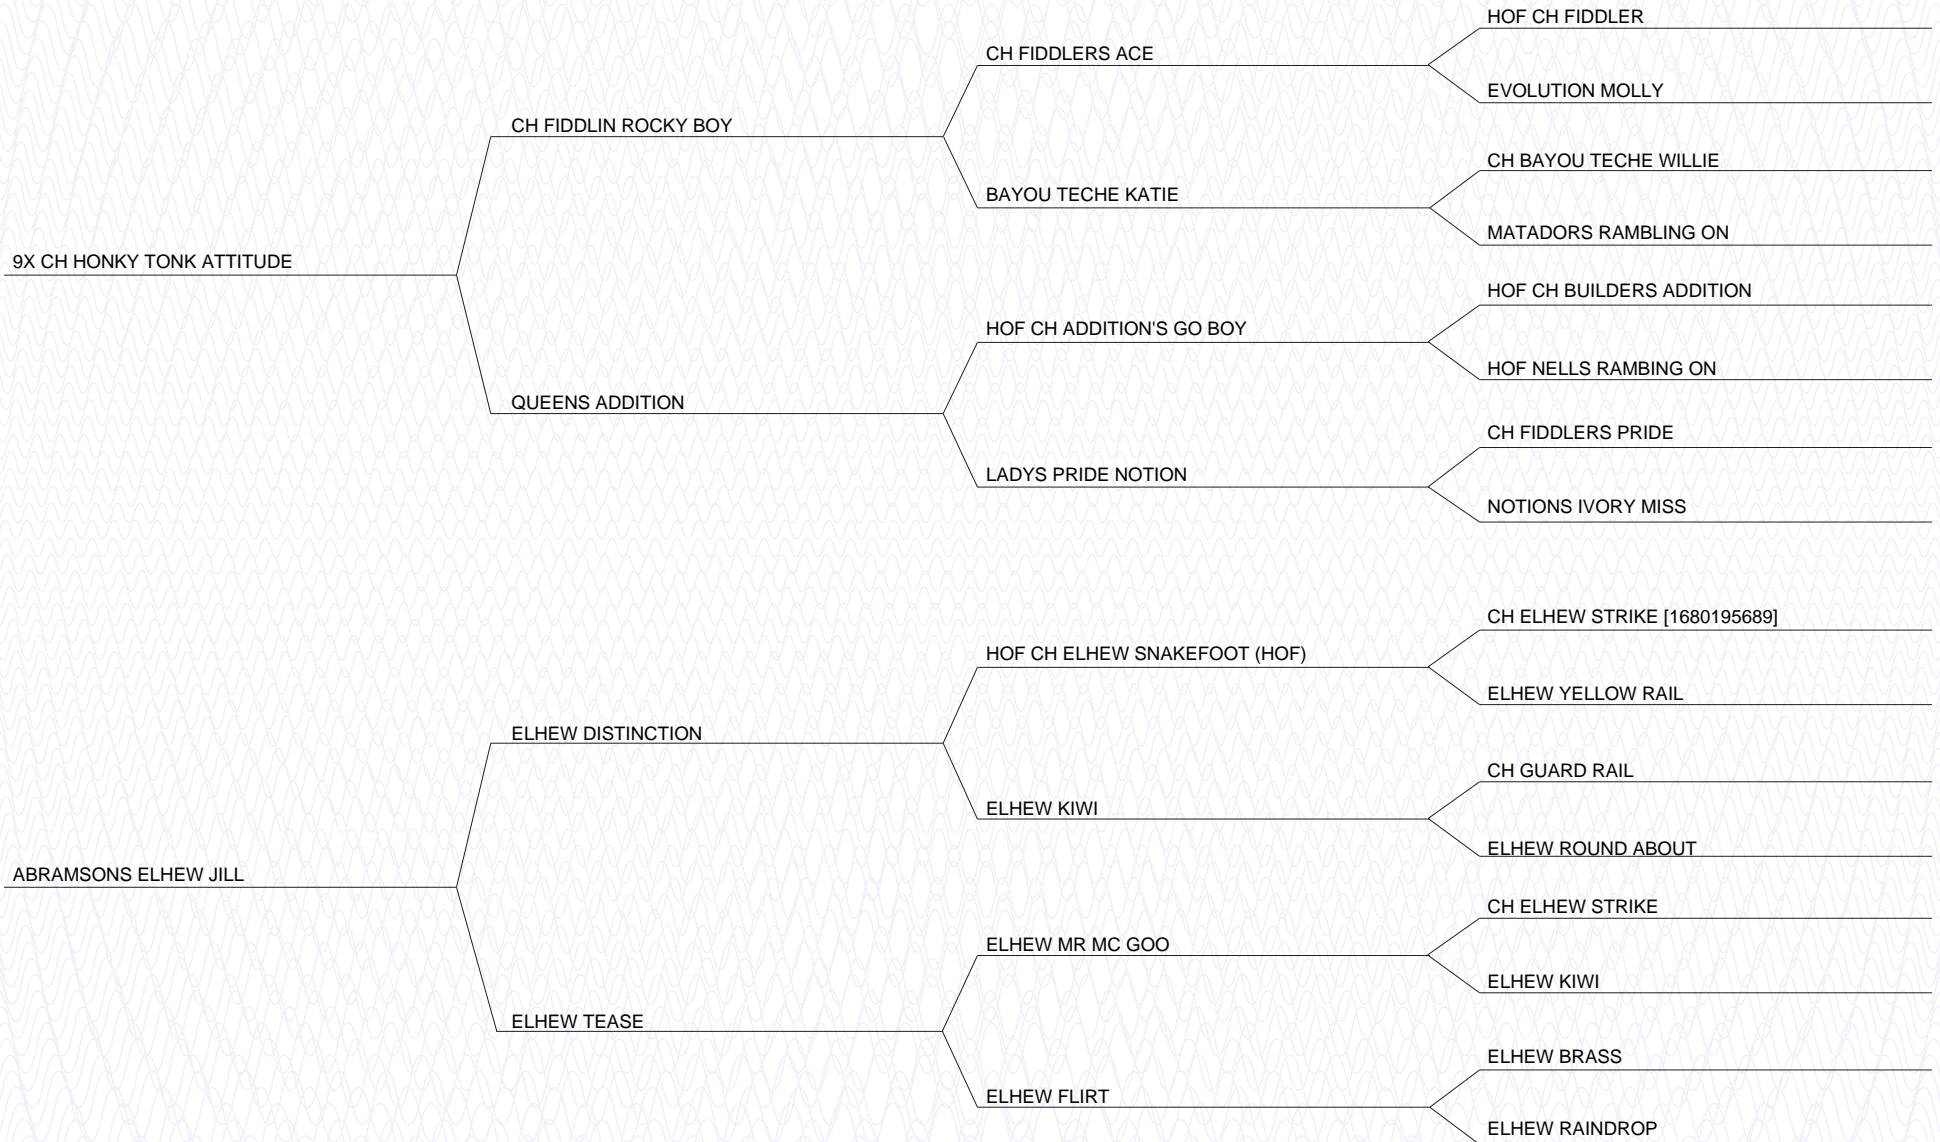 HOF CH FIDDLER
CH FIDDLERS ACE
EVOLUTION MOLLY
CH FIDDLIN ROCKY BOY
CH BAYOU TECHE WILLIE
BAYOU TECHE KATIE
MATADORS RAMBLING ON
9X CH HONKY TONK ATTITUDE
HOF CH BUILDERS ADDITION
HOF CH ADDITION'S GO BOY
HOF NELLS RAMBING ON
QUEENS ADDITION
CH FIDDLERS PRIDE
LADYS PRIDE NOTION
NOTIONS IVORY MISS
CH ELHEW STRIKE [1680195689]
HOF CH ELHEW SNAKEFOOT (HOF)
ELHEW YELLOW RAIL
ELHEW DISTINCTION
CH GUARD RAIL
ELHEW KIWI
ELHEW ROUND ABOUT
ABRAMSONS ELHEW JILL
CH ELHEW STRIKE
ELHEW MR MC GOO
ELHEW KIWI
ELHEW TEASE
ELHEW BRASS
ELHEW FLIRT
ELHEW RAINDROP